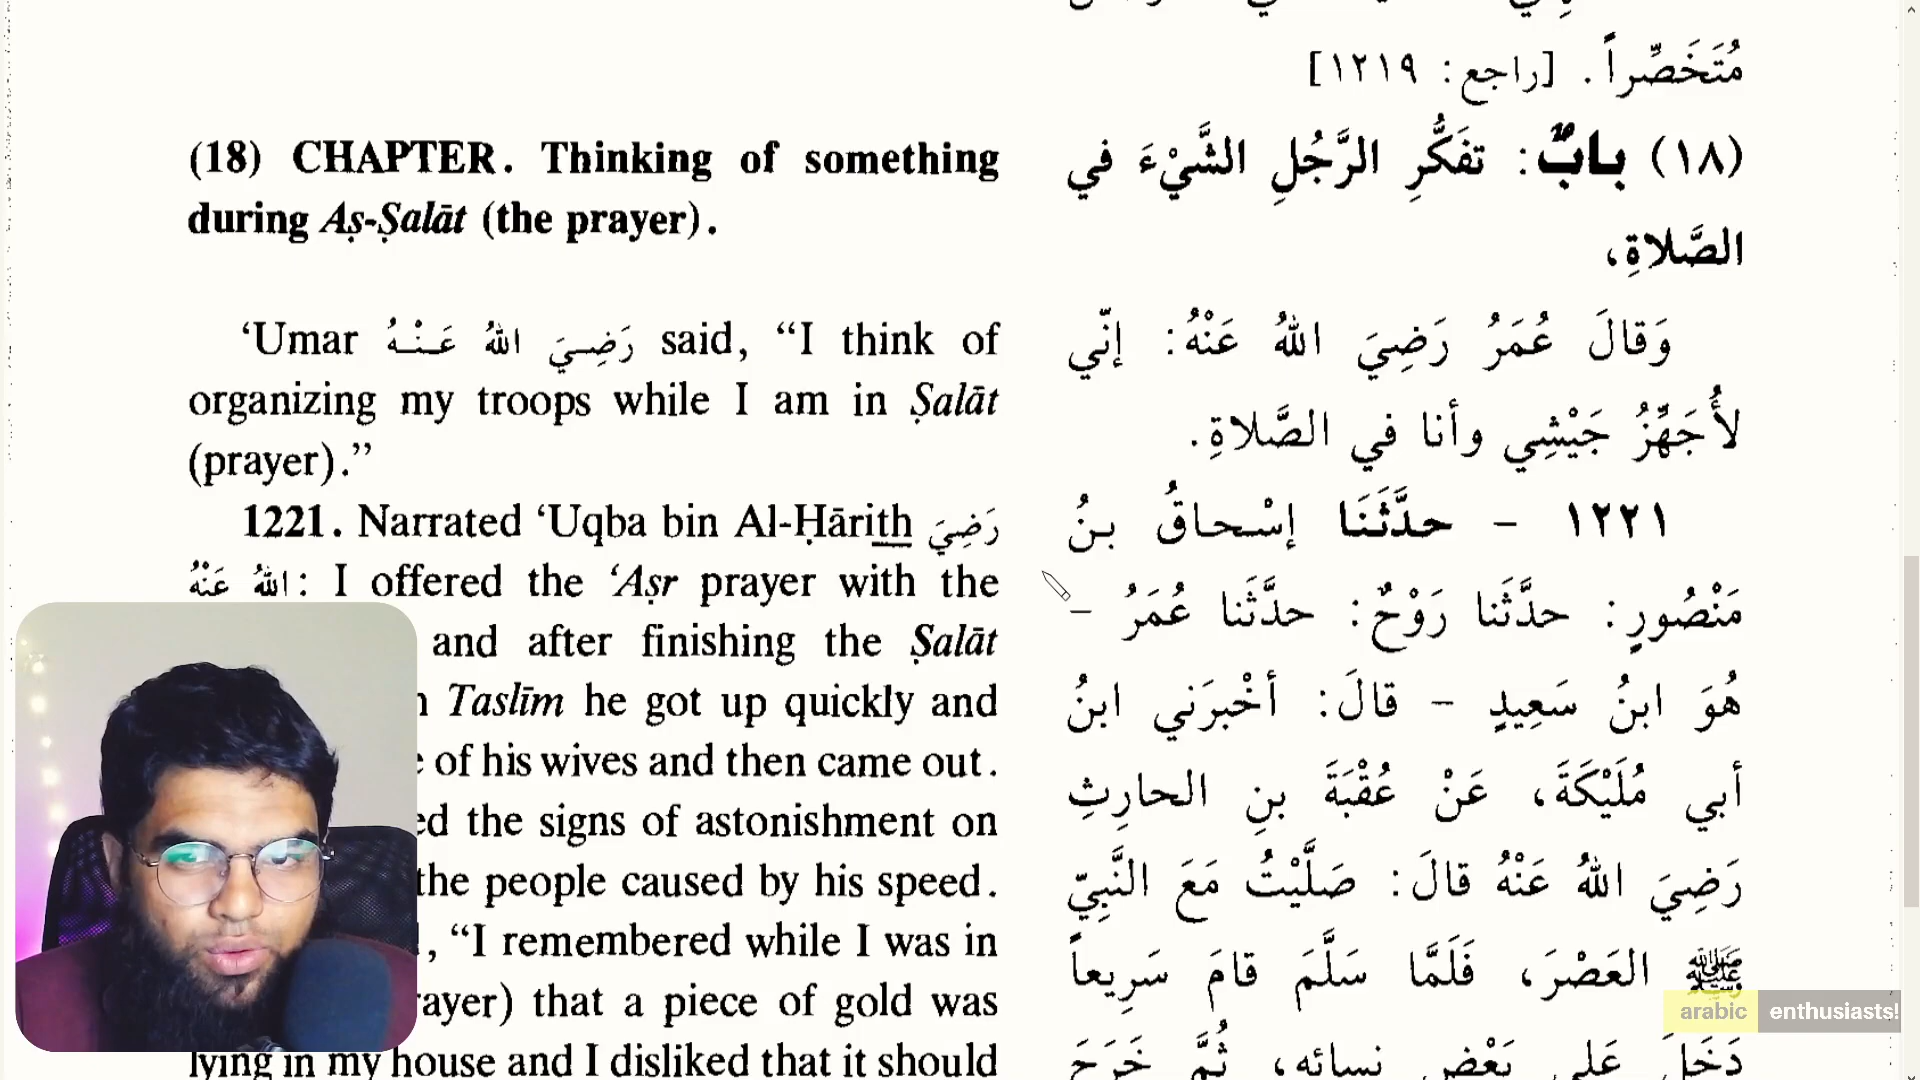 مُتَخَصِّراً. [راجع: ١٢١٩]
(18) CHAPTER. Thinking of something
during Aṣ-Ṣalāt (the prayer).
‘Umar رَضِيَ اللهُ عَنْهُ said, “I think of
organizing my troops while I am in Ṣalāt
(prayer).”
1221. Narrated ‘Uqba bin Al-Ḥārith رَضِيَ
اللهُ عَنْهُ: I offered the ‘Aṣr prayer with the
and after finishing the Ṣalāt
Taslīm he got up quickly and
of his wives and then came out.
the signs of astonishment on
the people caused by his speed.
, “I remembered while I was in
) that a piece of gold was
lying in my house and I disliked that it should
(١٨) بابٌ: تفَكُّرِ الرَّجُلِ الشَّيْءَ في
الصَّلاةِ،
وَقالَ عُمَرُ رَضِيَ اللهُ عَنْهُ: إنّي
لأُجَهِّزُ جَيْشِي وأنا في الصَّلاةِ.
١٢٢١ – حدَّثَنَا إسْحاقُ بنُ
مَنْصُورٍ: حدَّثَنا رَوْحٌ: حدَّثَنا عُمَرُ –
هُوَ ابنُ سَعِيدٍ – قالَ: أخْبرَني ابنُ
أبي مُلَيْكَةَ، عَنْ عُقْبَةَ بنِ الحارِثِ
رَضِيَ اللهُ عَنْهُ قالَ: صَلَّيْتُ مَعَ النَّبِيّ
ﷺ العَصْرَ، فَلَمَّا سَلَّمَ قامَ سَرِيعاً
دَخَلَ عَلى بَعْضِ نسائه، ثُمَّ خَرَجَ
arabic enthusiasts!